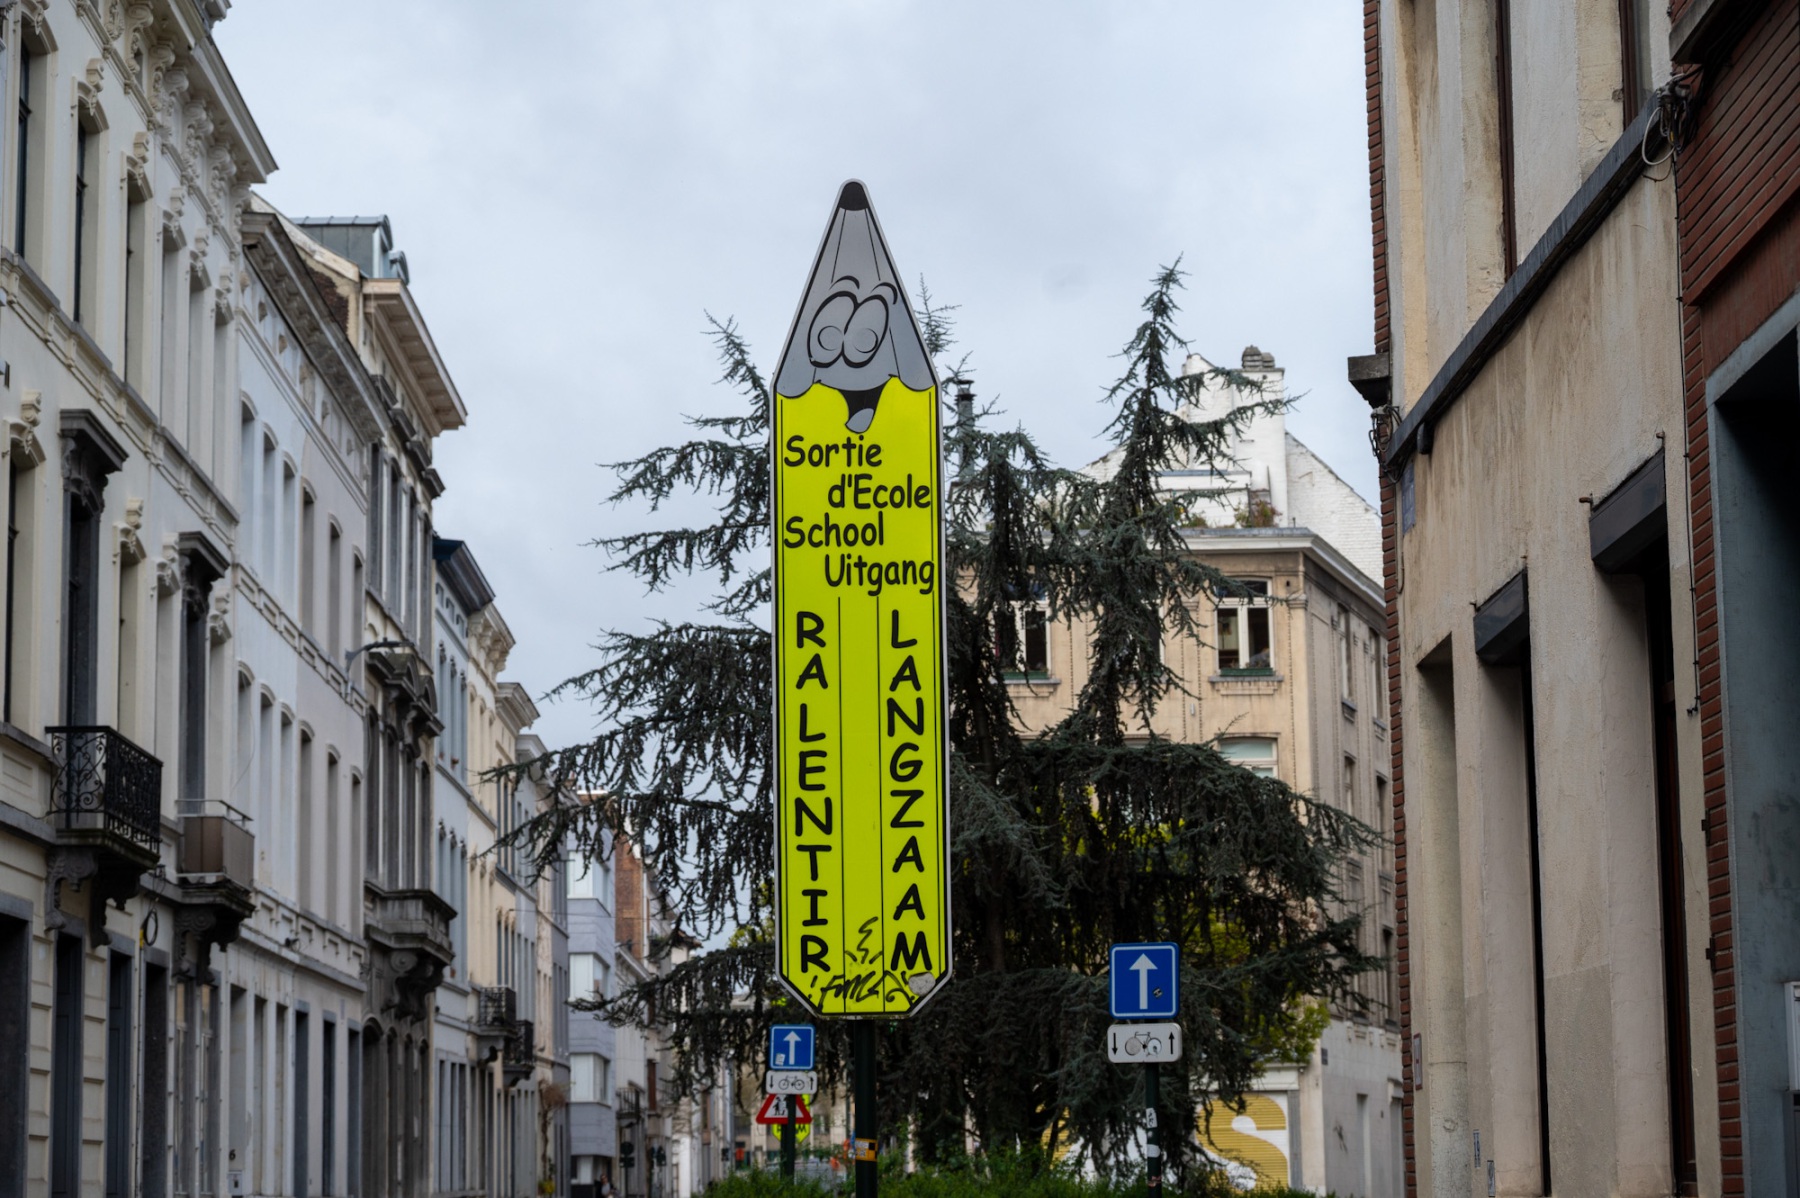 Sortie
d'Ecole
School
Uitgang
RALENTIR
LANGZAAM